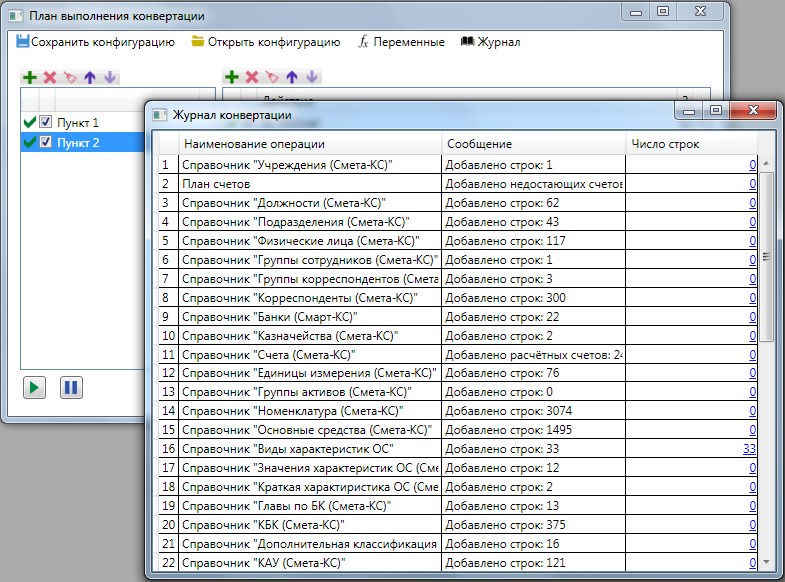 План выполнения конвертации
Сохранить конфигурацию Открыть конфигурацию fx Переменные Журнал
Пункт 1
Пункт 2
Журнал конвертации
Наименование операции Сообщение Число строк
1 Справочник "Учреждения (Смета-КС)" Добавлено строк: 1 0
2 План счетов Добавлено недостающих счетов 0
3 Справочник "Должности (Смета-КС)" Добавлено строк: 62 0
4 Справочник "Подразделения (Смета-КС)" Добавлено строк: 43 0
5 Справочник "Физические лица (Смета-КС)" Добавлено строк: 117 0
6 Справочник "Группы сотрудников (Смета-КС)" Добавлено строк: 1 0
7 Справочник "Группы корреспондентов (Смета Добавлено строк: 3 0
8 Справочник "Корреспонденты (Смета-КС)" Добавлено строк: 300 0
9 Справочник "Банки (Смарт-КС)" Добавлено строк: 22 0
10 Справочник "Казначейства (Смета-КС)" Добавлено строк: 2 0
11 Справочник "Счета (Смета-КС)" Добавлено расчётных счетов: 24 0
12 Справочник "Единицы измерения (Смета-КС)" Добавлено строк: 76 0
13 Справочник "Группы активов (Смета-КС)" Добавлено строк: 0 0
14 Справочник "Номенклатура (Смета-КС)" Добавлено строк: 3074 0
15 Справочник "Основные средства (Смета-КС)" Добавлено строк: 1495 0
16 Справочник "Виды характеристик ОС" Добавлено строк: 33 33
17 Справочник "Значения характеристик ОС (Сме Добавлено строк: 12 0
18 Справочник "Краткая характиристика ОС (Смет Добавлено строк: 2 0
19 Справочник "Главы по БК (Смета-КС)" Добавлено строк: 13 0
20 Справочник "КБК (Смета-КС)" Добавлено строк: 375 0
21 Справочник "Дополнительная классификация Добавлено строк: 16 0
22 Справочник "КАУ (Смета-КС)" Добавлено строк: 121 0